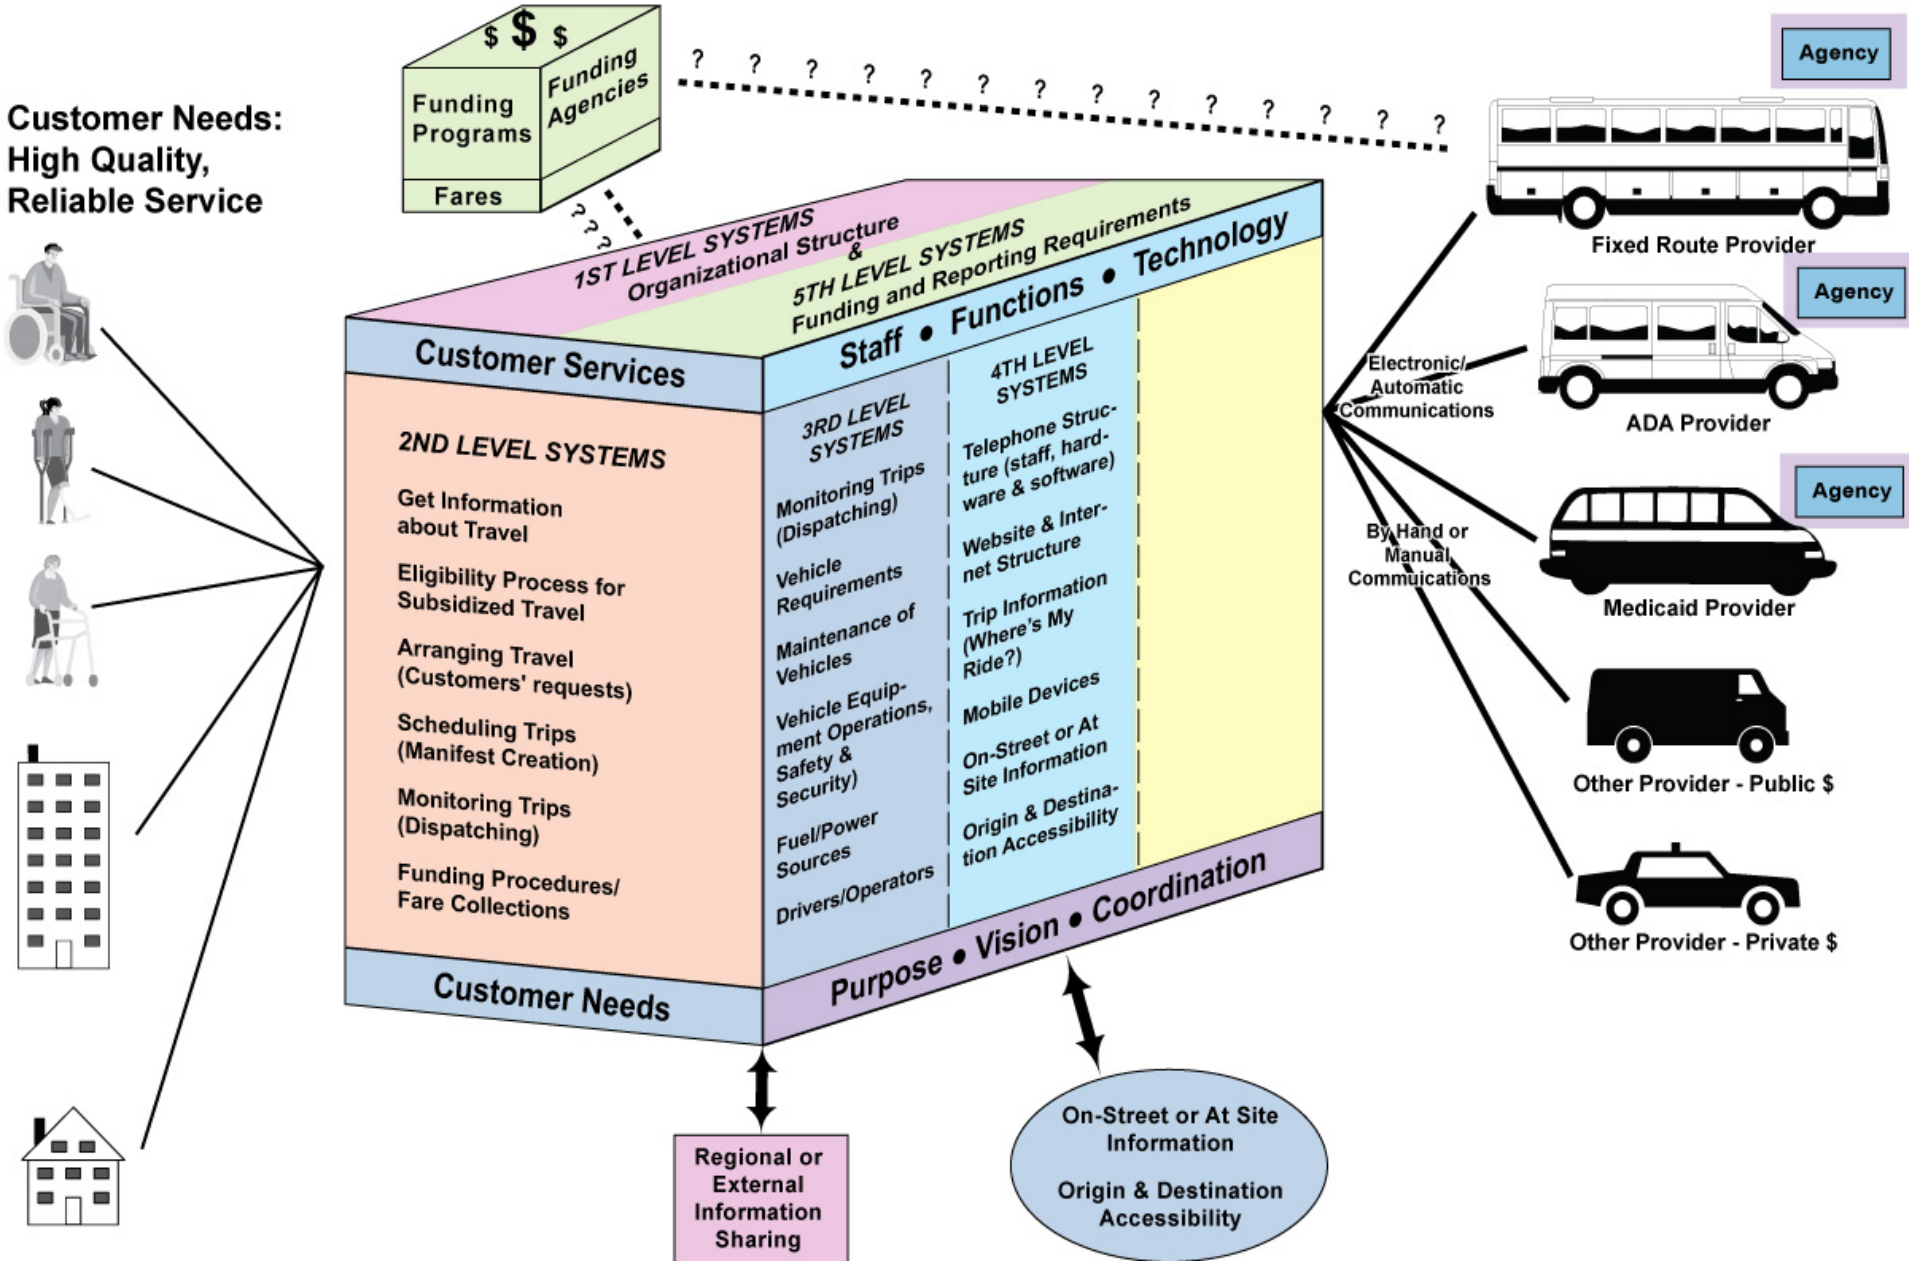 Customer Needs:
High Quality,
Reliable Service
$ $ $
Funding
Programs
Fares
Funding
Agencies
? ? ? ? ? ? ? ? ? ? ? ? ? ?
? ? ?
1ST LEVEL SYSTEMS
Organizational Structure
&
5TH LEVEL SYSTEMS
Funding and Reporting Requirements
Customer Services
2ND LEVEL SYSTEMS
Get Information
about Travel
Eligibility Process for
Subsidized Travel
Arranging Travel
(Customers' requests)
Scheduling Trips
(Manifest Creation)
Monitoring Trips
(Dispatching)
Funding Procedures/
Fare Collections
Customer Needs
Staff • Functions • Technology
3RD LEVEL
SYSTEMS
Monitoring Trips
(Dispatching)
Vehicle
Requirements
Maintenance of
Vehicles
Vehicle Equip-
ment Operations,
Safety &
Security)
Fuel/Power
Sources
Drivers/Operators
4TH LEVEL
SYSTEMS
Telephone Struc-
ture (staff, hard-
ware & software)
Website & Inter-
net Structure
Trip Information
(Where's My
Ride?)
Mobile Devices
On-Street or At
Site Information
Origin & Destina-
tion Accessibility
Purpose • Vision • Coordination
Regional or
External
Information
Sharing
On-Street or At Site
Information
Origin & Destination
Accessibility
Electronic/
Automatic
Communications
By Hand or
Manual
Commuications
Agency
Fixed Route Provider
Agency
ADA Provider
Agency
Medicaid Provider
Other Provider - Public $
Other Provider - Private $